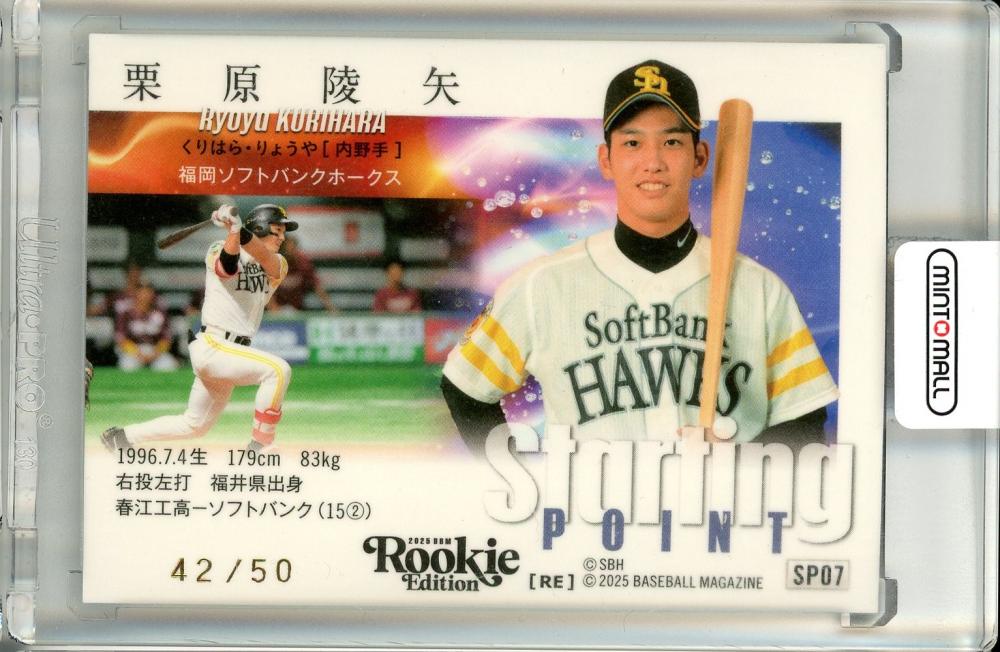 栗原陵矢
Ryoya KURIHARA
くりはら・りょうや [ 内野手 ]
福岡ソフトバンクホークス
SH
SoftBank
HAWKS
SoftBank
HAWKS
1996.7.4生 179cm 83kg
右投左打 福井県出身
春江工高ーソフトバンク (15②)
Starting
POINT
42/50
2025 BBM
Rookie
Edition
[RE]
©SBH
©2025 BASEBALL MAGAZINE
SP07
MINTOMALL
Ultra·PRO® 130